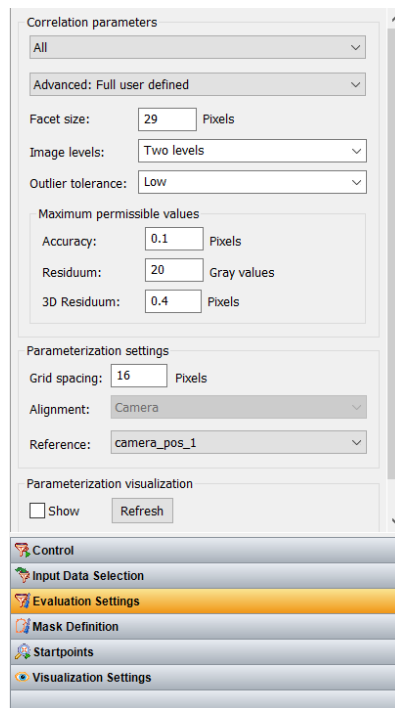 Correlation parameters
All
Advanced: Full user defined
Facet size: 29 Pixels
Image levels: Two levels
Outlier tolerance: Low
Maximum permissible values
Accuracy: 0.1 Pixels
Residuum: 20 Gray values
3D Residuum: 0.4 Pixels
Parameterization settings
Grid spacing: 16 Pixels
Alignment: Camera
Reference: camera_pos_1
Parameterization visualization
Show Refresh
Control
Input Data Selection
Evaluation Settings
Mask Definition
Startpoints
Visualization Settings